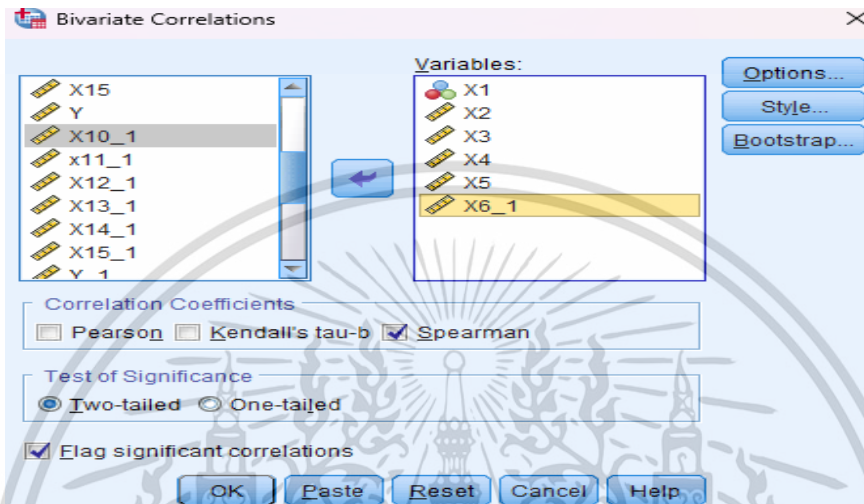 Bivariate Correlations
X15
Y
X10_1
x11_1
X12_1
X13_1
X14_1
X15_1
Y_1
Variables:
X1
X2
X3
X4
X5
X6_1
Options...
Style...
Bootstrap...
Correlation Coefficients
Pearson Kendall's tau-b Spearman
Test of Significance
Two-tailed One-tailed
Flag significant correlations
OK Paste Reset Cancel Help